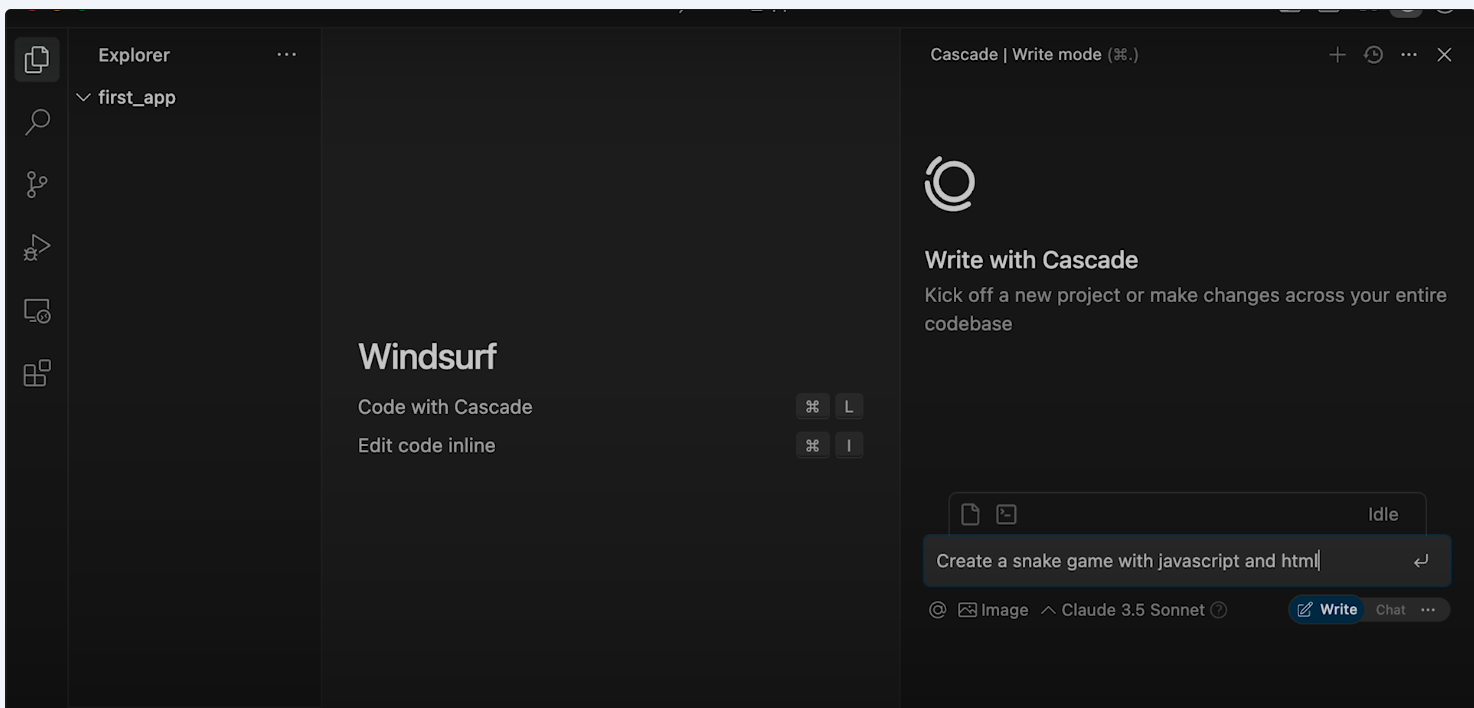 Explorer
first_app
Windsurf
Code with Cascade ⌘ L
Edit code inline ⌘ I
Cascade | Write mode (⌘.)
Write with Cascade
Kick off a new project or make changes across your entire
codebase
Idle
Create a snake game with javascript and html
@ Image Claude 3.5 Sonnet Write Chat